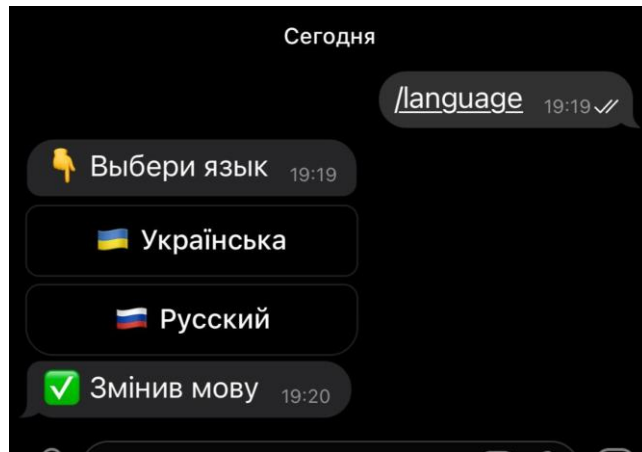 Сегодня
/language 19:19
👇 Выбери язык 19:19
🇺🇦 Українська
🇷🇺 Русский
✅ Змінив мову 19:20